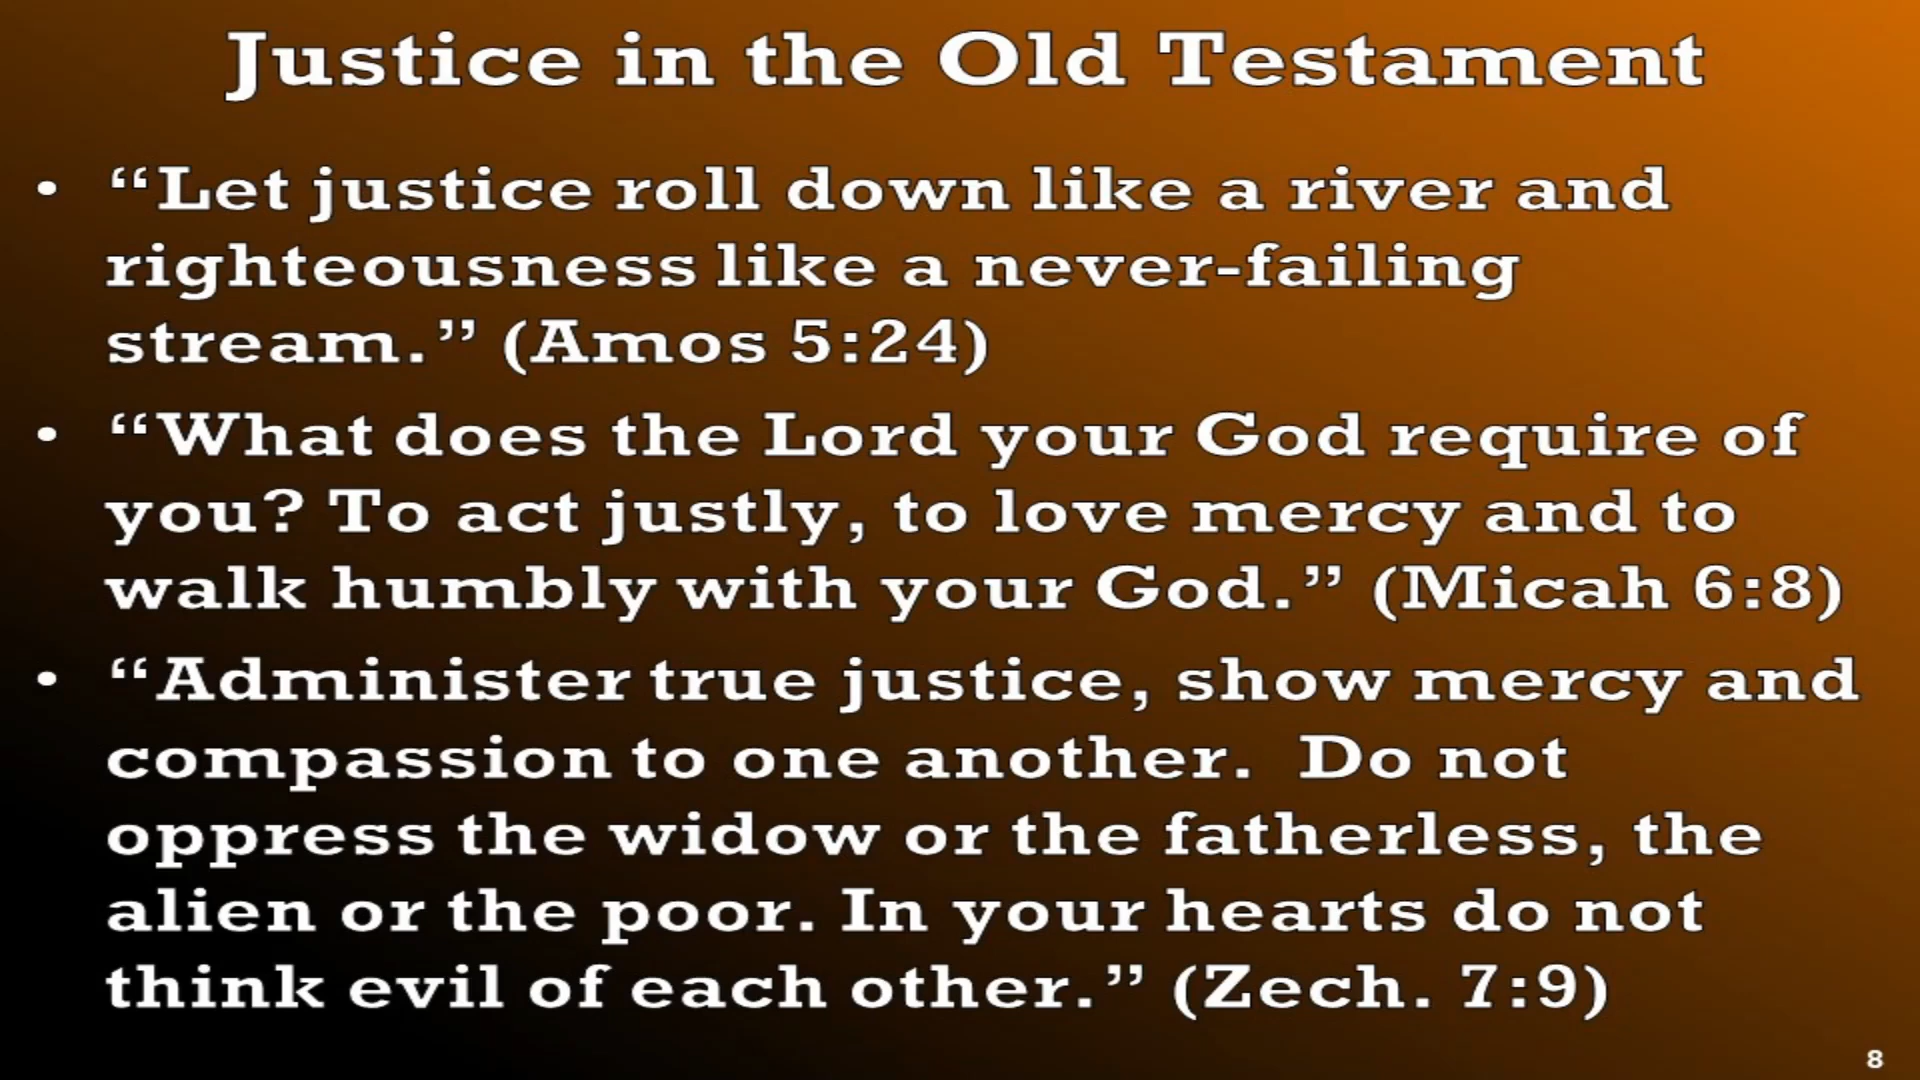 Justice in the Old Testament
• “Let justice roll down like a river and
righteousness like a never-failing
stream.” (Amos 5:24)
• “What does the Lord your God require of
you? To act justly, to love mercy and to
walk humbly with your God.” (Micah 6:8)
• “Administer true justice, show mercy and
compassion to one another.  Do not
oppress the widow or the fatherless, the
alien or the poor. In your hearts do not
think evil of each other.” (Zech. 7:9)
8